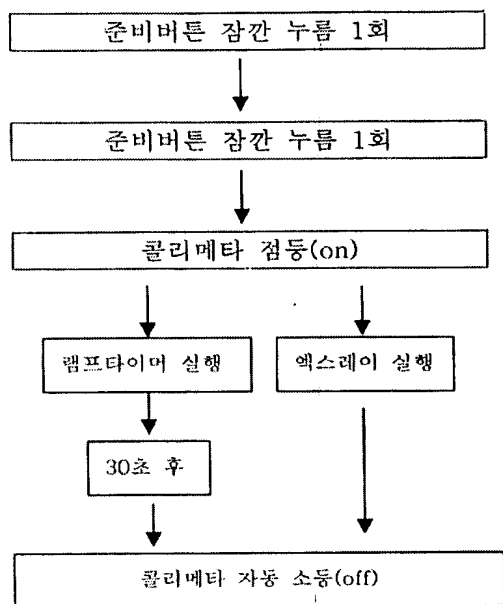 준비버튼 잠깐 누름 1회
준비버튼 잠깐 누름 1회
콜리메타 점등(on)
램프타이머 실행
엑스레이 실행
30초 후
콜리메타 자동 소등(off)